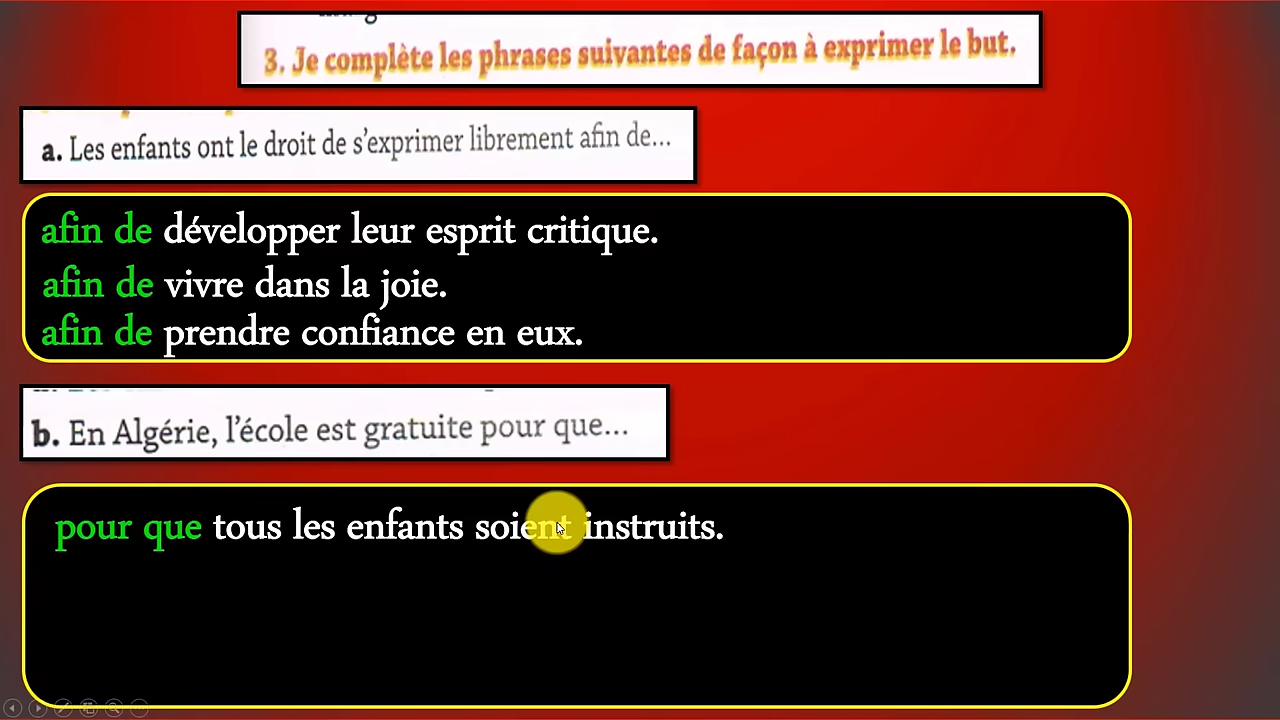 3. Je complète les phrases suivantes de façon à exprimer le but.
a. Les enfants ont le droit de s'exprimer librement afin de...
afin de développer leur esprit critique.
afin de vivre dans la joie.
afin de prendre confiance en eux.
b. En Algérie, l'école est gratuite pour que...
pour que tous les enfants soient instruits.